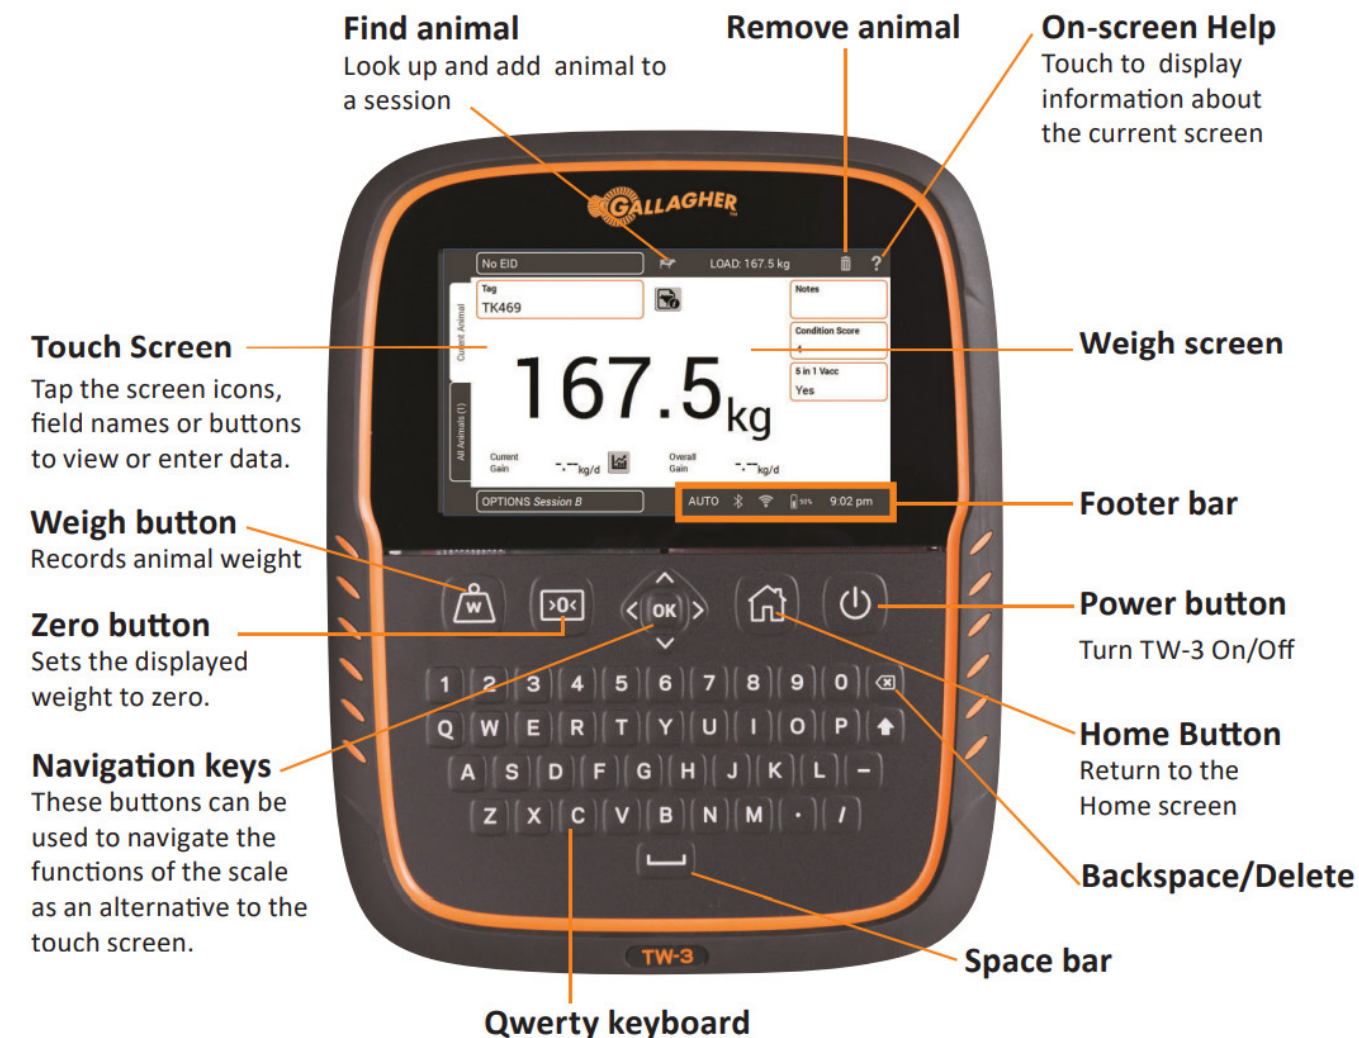 Find animal
Look up and add animal to
a session
Remove animal
On-screen Help
Touch to display
information about
the current screen
GALLAGHER
TM
No EID
LOAD: 167.5 kg
?
Tag
TK469
Notes
Current Animal
Condition Score
4
5 in 1 Vacc
Yes
167.5kg
All Animals (1)
Current
Gain
-.--kg/d
Overall
Gain
-.--kg/d
OPTIONS Session B
AUTO
50%
9:02 pm
Touch Screen
Tap the screen icons,
field names or buttons
to view or enter data.
Weigh button
Records animal weight
Zero button
Sets the displayed
weight to zero.
Navigation keys
These buttons can be
used to navigate the
functions of the scale
as an alternative to the
touch screen.
Weigh screen
Footer bar
Power button
Turn TW-3 On/Off
Home Button
Return to the
Home screen
Backspace/Delete
Space bar
Qwerty keyboard
W
>0<
< OK >
1 2 3 4 5 6 7 8 9 0
Q W E R T Y U I O P
A S D F G H J K L -
Z X C V B N M . /
TW-3